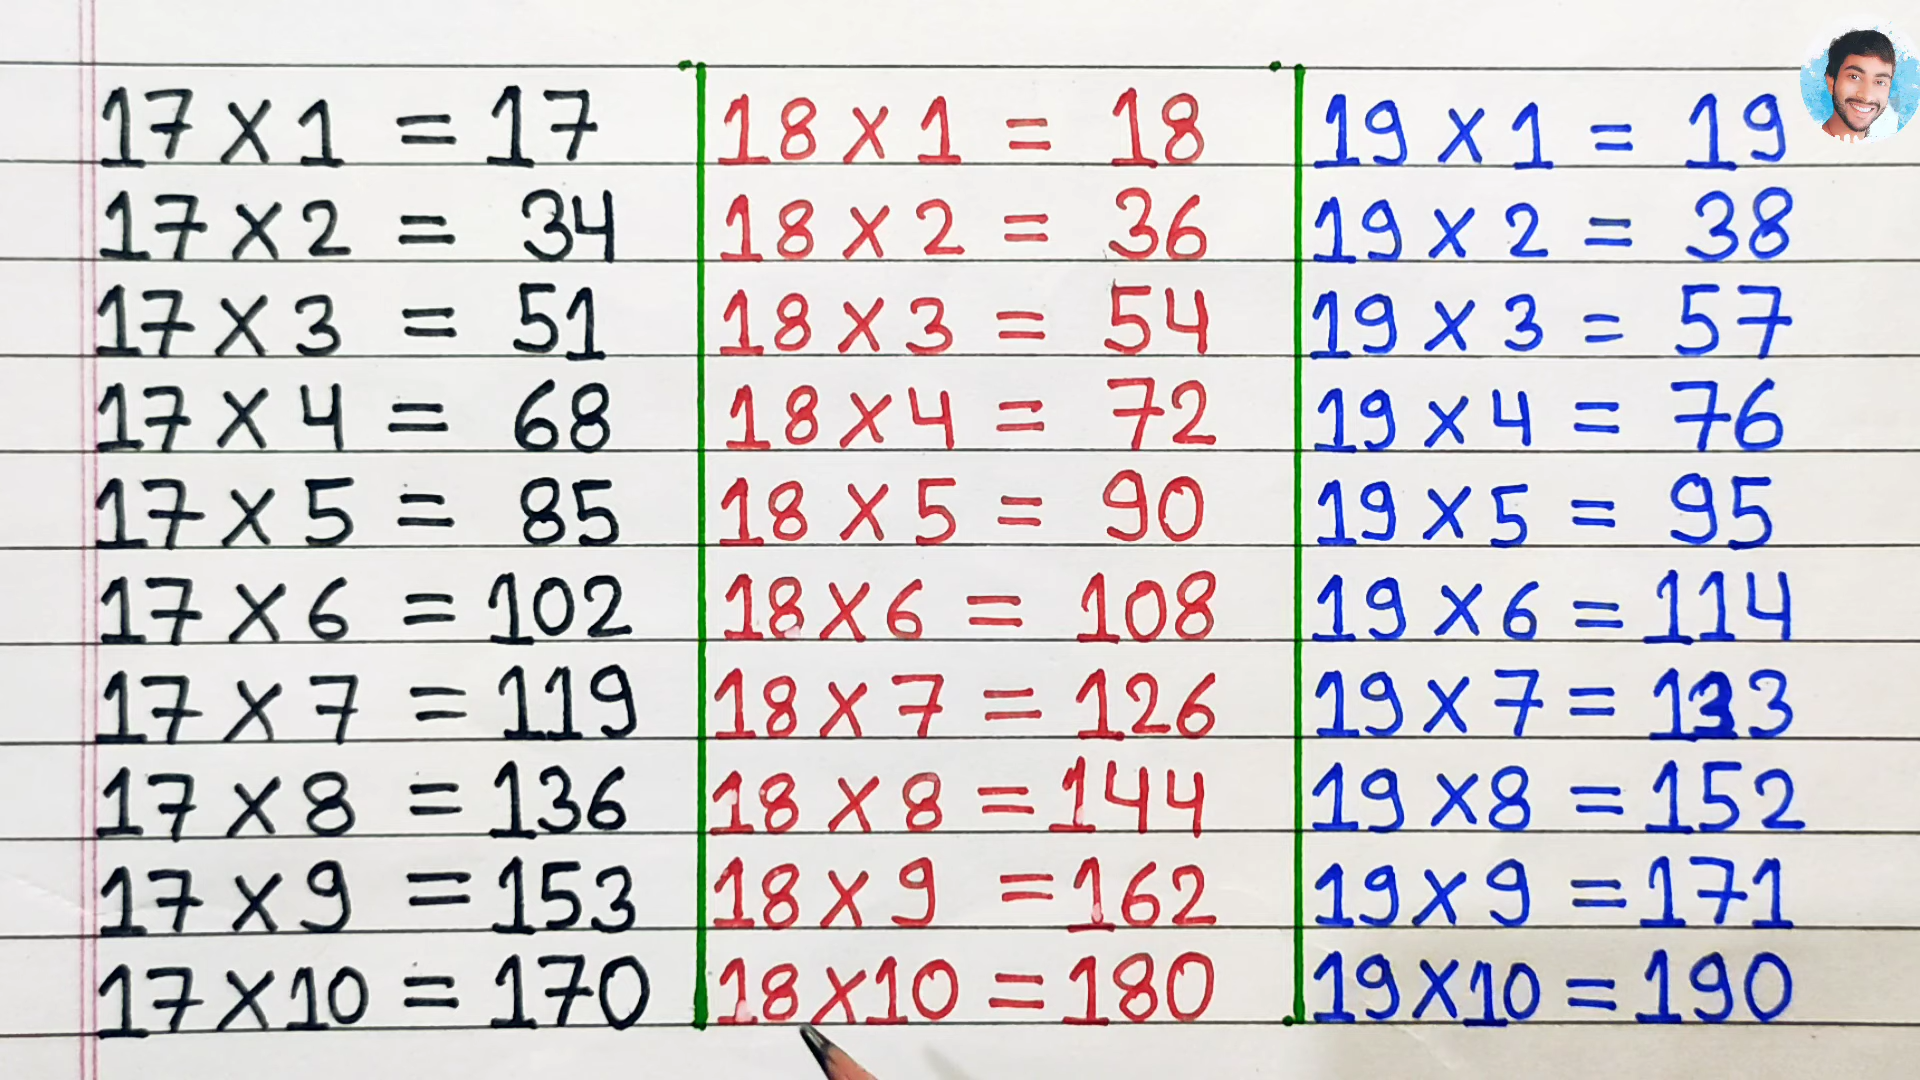 17 X 1 = 17
17 X 2 = 34
17 X 3 = 51
17 X 4 = 68
17 X 5 = 85
17 X 6 = 102
17 X 7 = 119
17 X 8 = 136
17 X 9 = 153
17 X 10 = 170
18 X 1 = 18
18 X 2 = 36
18 X 3 = 54
18 X 4 = 72
18 X 5 = 90
18 X 6 = 108
18 X 7 = 126
18 X 8 = 144
18 X 9 = 162
18 X 10 = 180
19 X 1 = 19
19 X 2 = 38
19 X 3 = 57
19 X 4 = 76
19 X 5 = 95
19 X 6 = 114
19 X 7 = 133
19 X 8 = 152
19 X 9 = 171
19 X 10 = 190